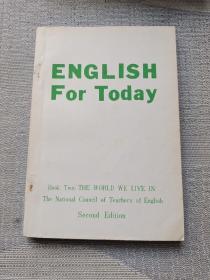 ENGLISH
For Today
Book Two: THE WORLD WE LIVE IN
The National Council of Teachers of English
Second Edition